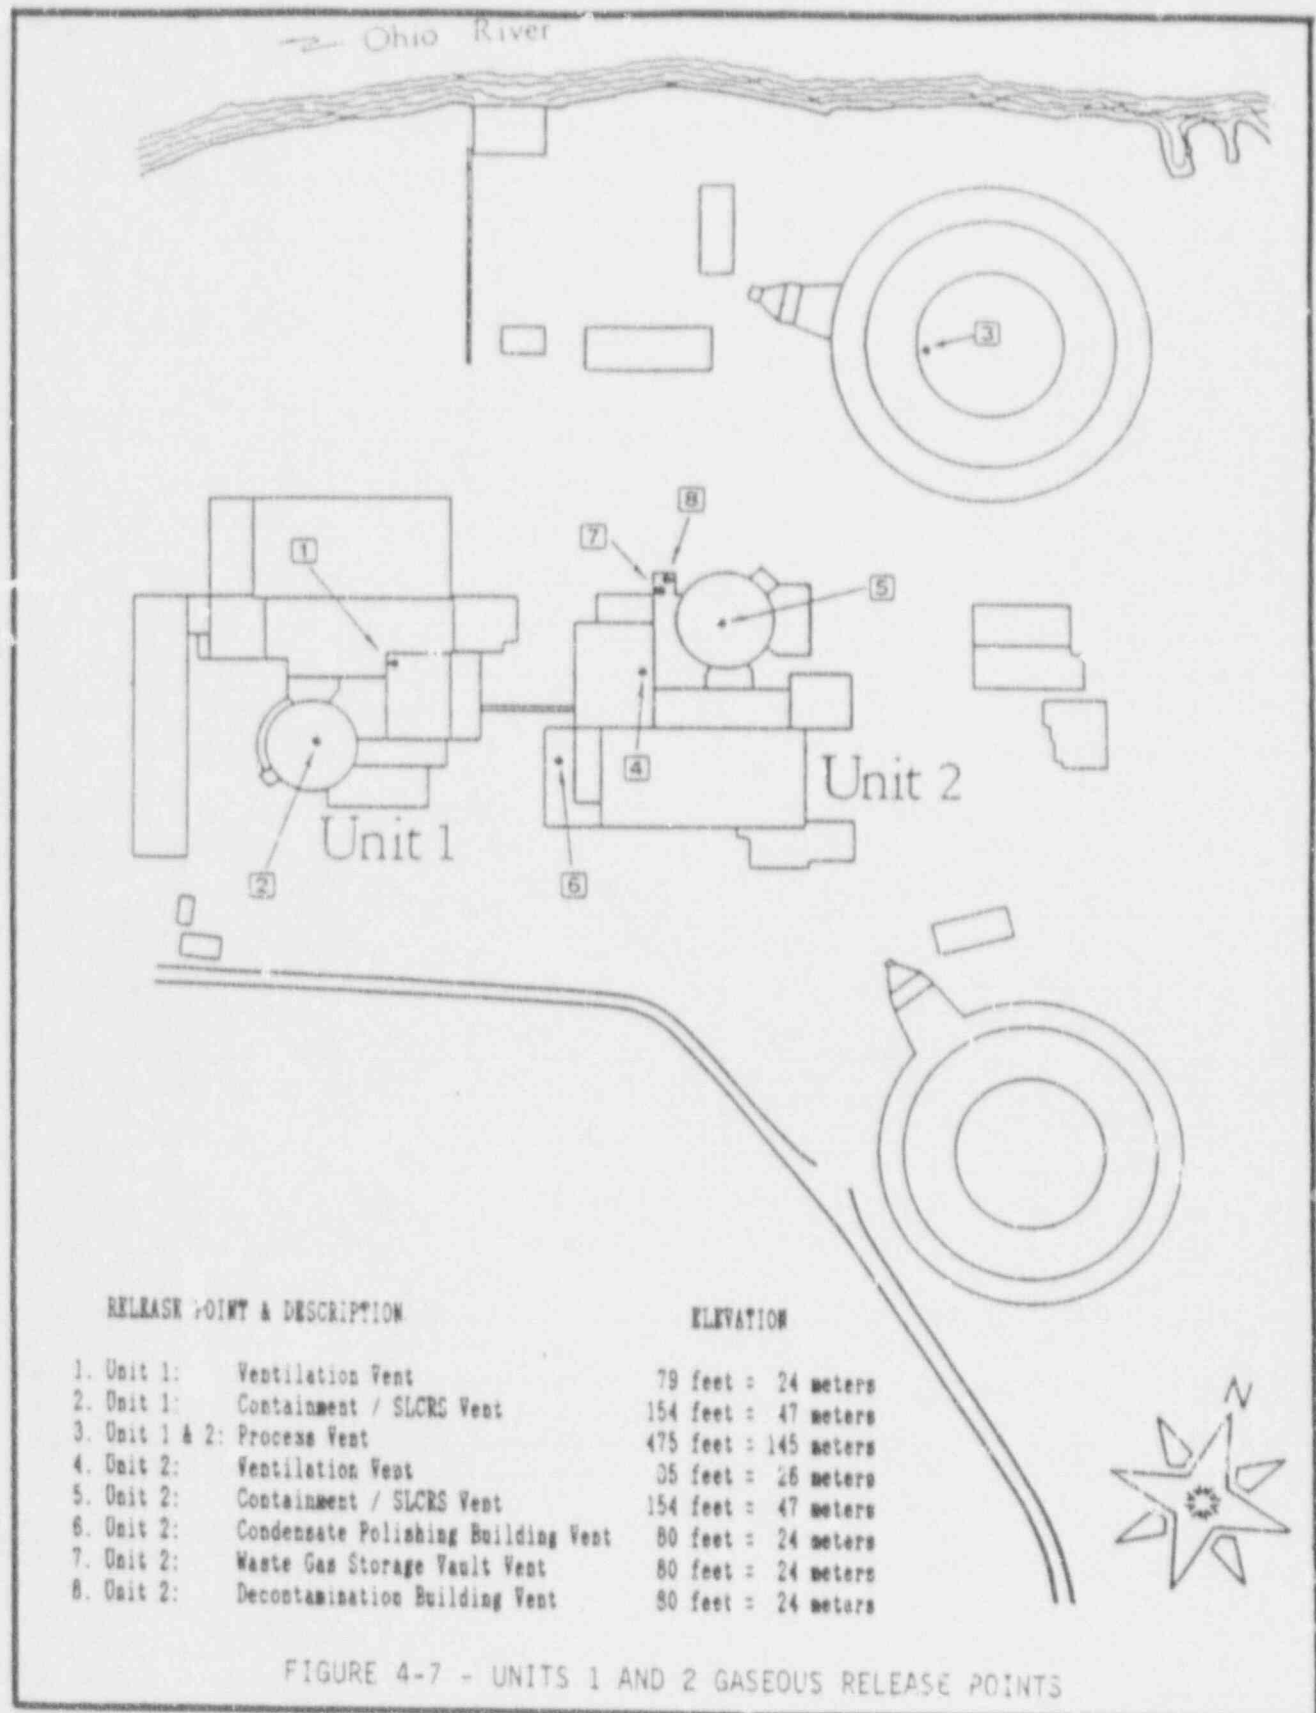 Ohio River
3
8
7
1
5
4
Unit 2
Unit 1
2
6
RELEASE POINT & DESCRIPTION ELEVATION
1. Unit 1: Ventilation Vent 79 feet = 24 meters
2. Unit 1: Containment / SLCRS Vent 154 feet = 47 meters
3. Unit 1 & 2: Process Vent 475 feet = 145 meters
4. Unit 2: Ventilation Vent feet = 26 meters
5. Unit 2: Containment / SLCRS Vent 154 feet = 47 meters
6. Unit 2: Condensate Polishing Building Vent 80 feet = 24 meters
7. Unit 2: Waste Gas Storage Vault Vent 80 feet = 24 meters
8. Unit 2: Decontamination Building Vent 80 feet = 24 meters
N
FIGURE 4-7 - UNITS 1 AND 2 GASEOUS RELEASE POINTS